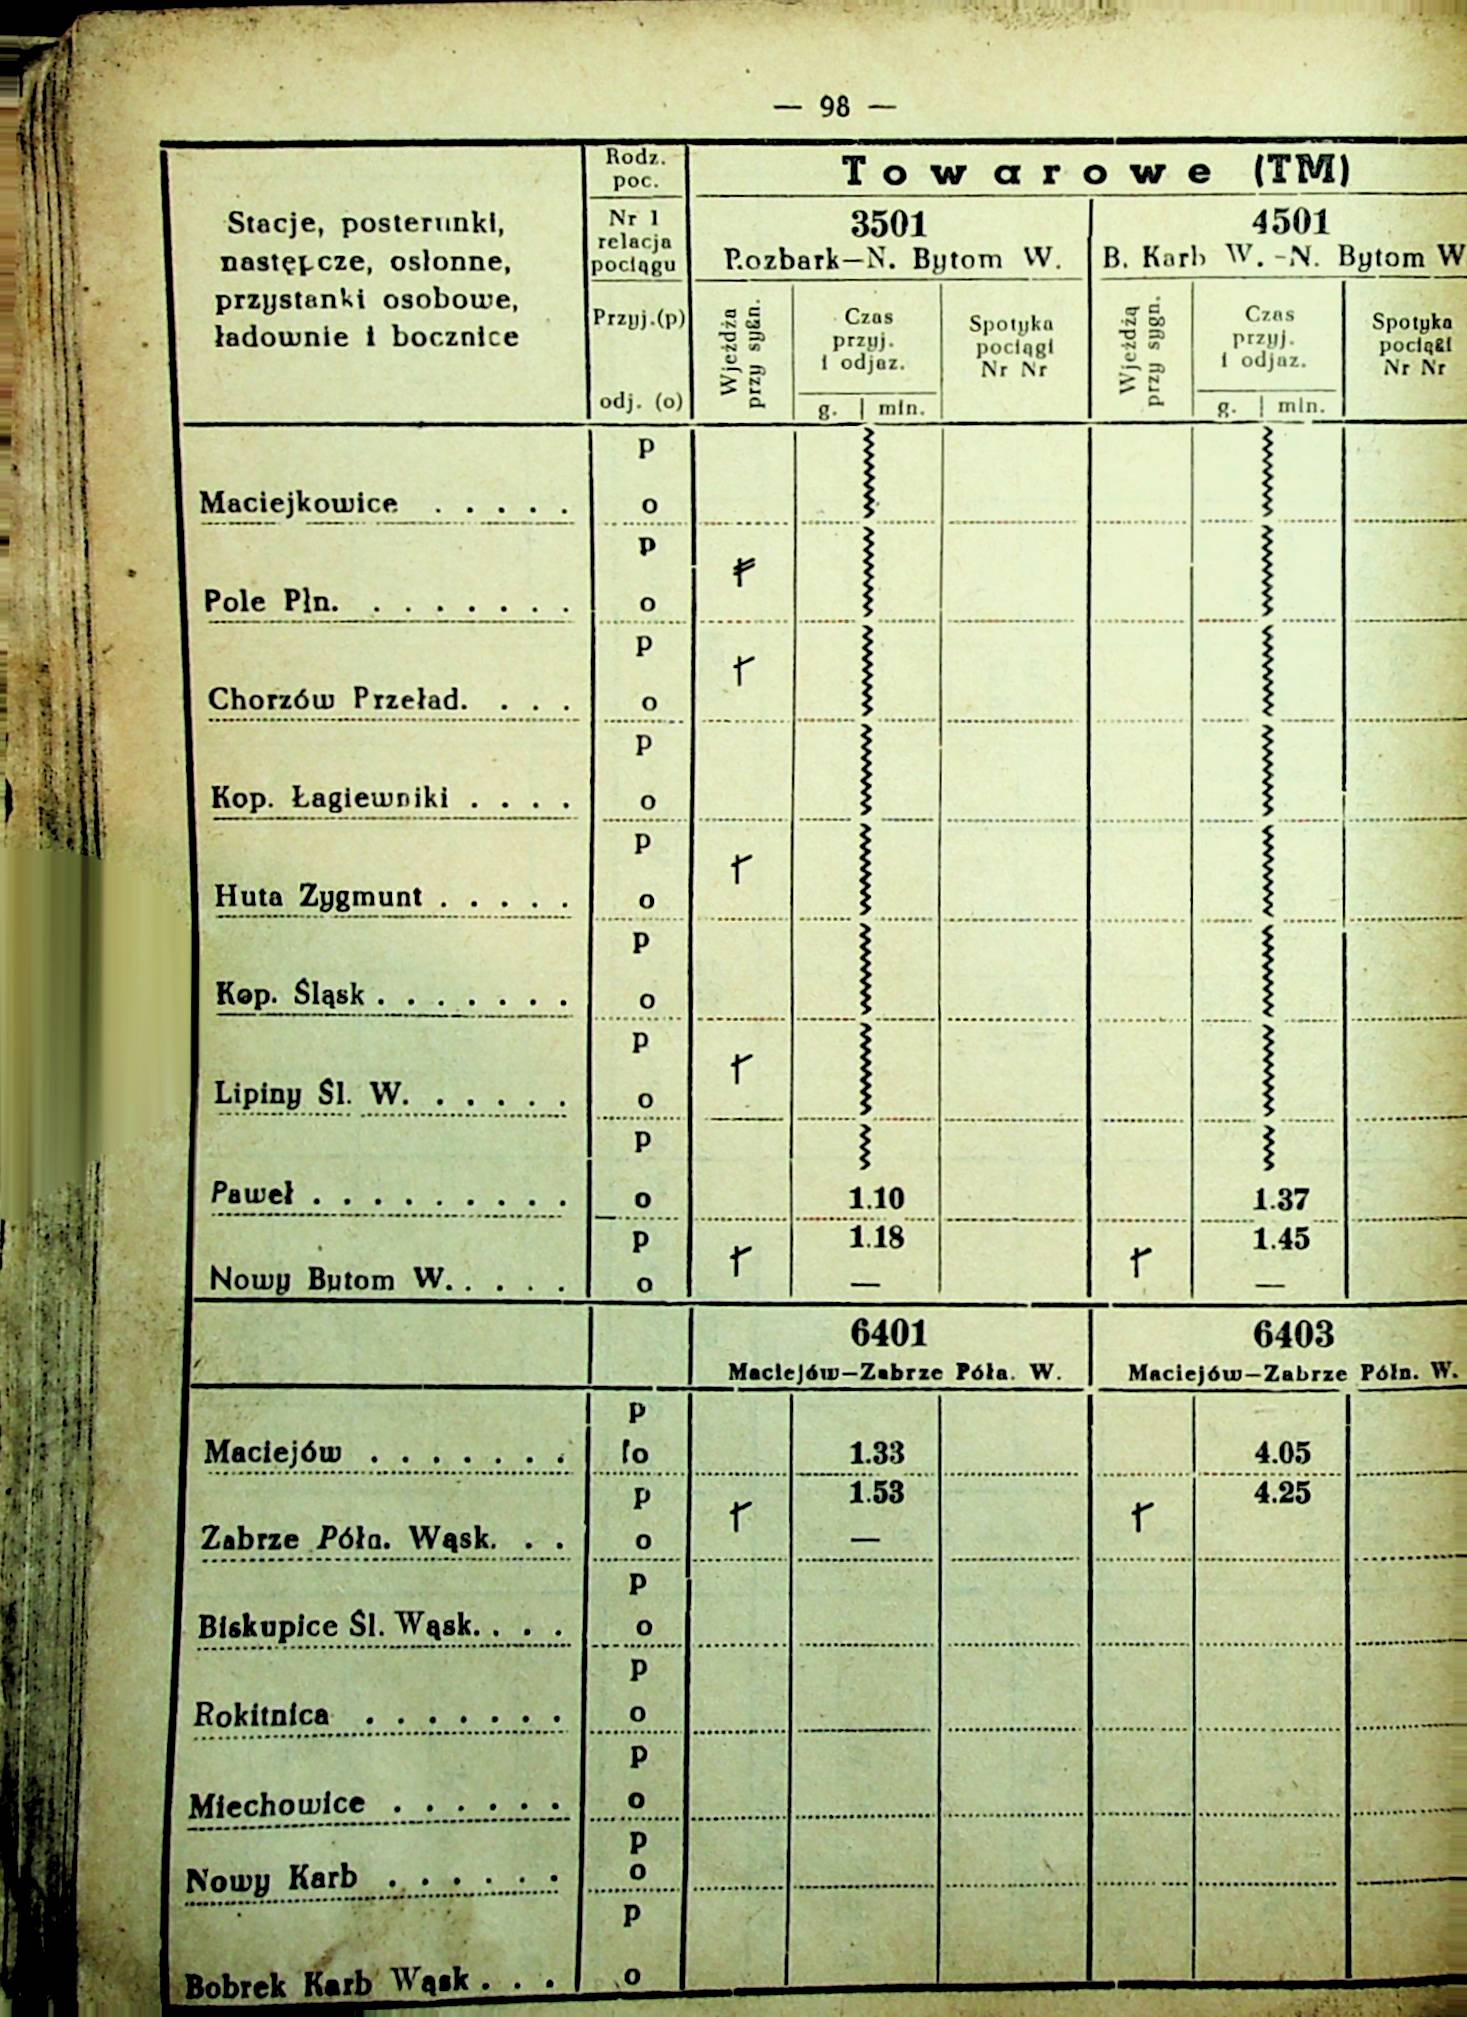 — 98 —
Stacje, posterunki,
następcze, osłonne,
przystanki osobowe,
ładownie i bocznice
Rodz.
poc.
Nr i
relacja
pociągu
Przyj.(p)
odj. (o)
Towarowe (TM)
3501
Rozbark—N. Bytom W.
4501
B. Karb W.-N. Bytom W
Wjeżdża
przy sygn.
Czas
przyj.
i odjaz.
g. | min.
Spotyka
pociągi
Nr Nr
Wjeżdżą
przy sygn.
Czas
przyj.
i odjaz.
g. | min.
Spotyka
pociągi
Nr Nr
p
Maciejkowice . . . . . o
p
Pole Płn. . . . . . . . o
p
Chorzów Przeład. . . . o
p
Kop. Łagiewniki . . . . o
p
Huta Zygmunt . . . . . o
p
Kop. Śląsk . . . . . . . o
p
Lipiny Śl. W. . . . . . o
p
Paweł . . . . . . . . . o 1.10 1.37
p 1.18 1.45
Nowy Bytom W. . . . . o — —
6401 6403
Maciejów—Zabrze Półn. W. Maciejów—Zabrze Półn. W.
p
Maciejów . . . . . . . o 1.33 4.05
p 1.53 4.25
Zabrze Półn. Wąsk. . . o —
p
Biskupice Śl. Wąsk. . . . o
p
Rokitnica . . . . . . . o
p
Miechowice . . . . . . o
p
Nowy Karb . . . . . . o
p
Bobrek Karb Wąsk . . . o